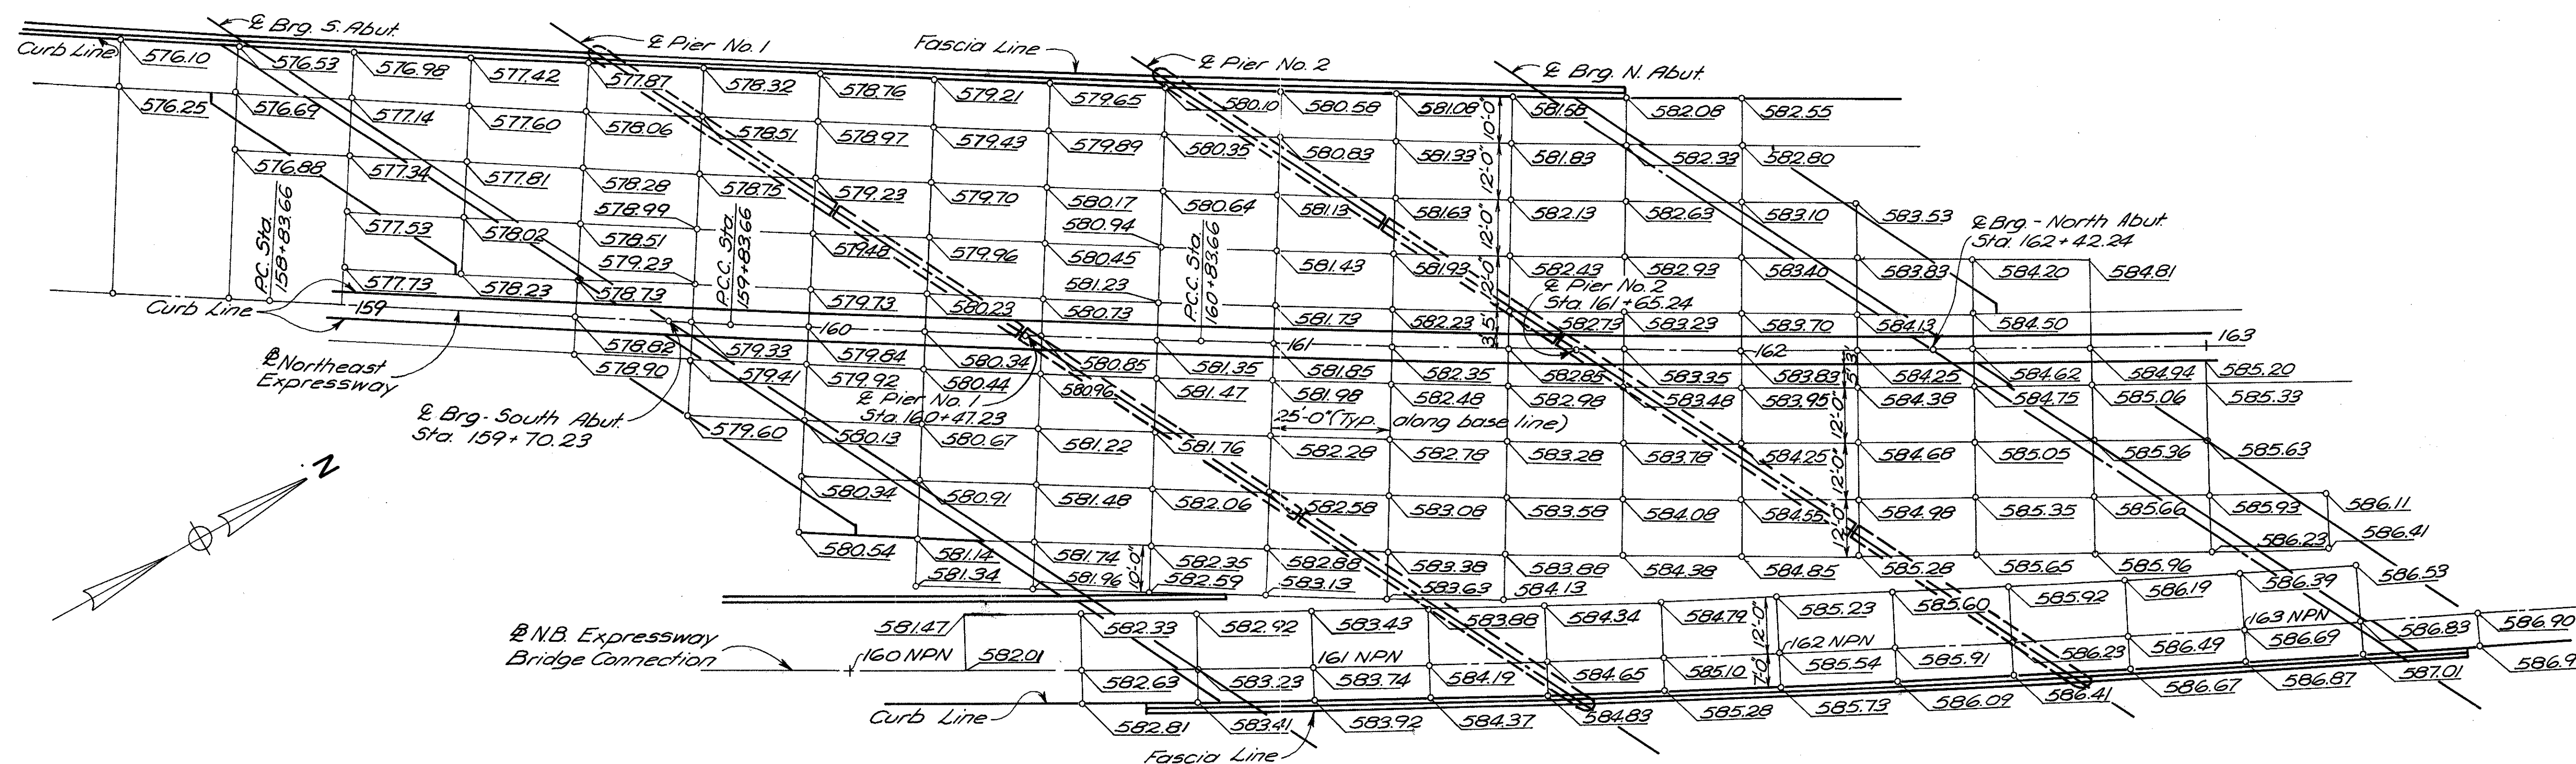 ℄ Brg. S. Abut.
℄ Pier No. 1
Fascia Line
℄ Pier No. 2
℄ Brg. N. Abut.
Curb Line
576.10 576.53 576.98 577.42 577.87 578.32 578.76 579.21 579.65 580.10 580.58 581.08 581.58 582.08 582.55
10'-0"
576.25 576.69 577.14 577.60 578.06 578.51 578.97 579.43 579.89 580.35 580.83 581.33 581.83 582.33 582.80
12'-0"
576.88 577.34 577.81 578.28 578.75 579.23 579.70 580.17 580.64 581.13 581.63 582.13 582.63 583.10 583.53
12'-0"
P.C. Sta.
158+83.66
P.C.C. Sta.
159+83.66
P.C.C. Sta.
160+83.66
577.53 578.02 578.51 578.99 579.48 579.96 580.45 580.94 581.43 581.93 582.43 582.93 583.40 583.83 584.20 584.81
12'-0"
℄ Brg.-North Abut.
Sta. 162+42.24
577.73 578.23 578.73 579.23 579.73 580.23 580.73 581.23 581.73 582.23 582.73 583.23 583.70 584.13 584.50
3.5'
℄ Pier No. 2
Sta. 161+65.24
Curb Line
159 160 161 162 163
℄ Northeast
Expressway
578.82 579.33 579.84 580.34 580.85 581.35 581.85 582.35 582.85 583.35 583.83 584.25 584.62 584.94 585.20
578.90 579.41 579.92 580.44 580.96 581.47 581.98 582.48 582.98 583.48 583.95 584.38 584.75 585.06 585.33
℄ Pier No. 1
Sta. 160+47.23
25'-0" (Typ. along base line)
12'-0"
℄ Brg-South Abut.
Sta. 159+70.23
579.60 580.13 580.67 581.22 581.76 582.28 582.78 583.28 583.78 584.25 584.68 585.05 585.36 585.63
12'-0"
N
580.34 580.91 581.48 582.06 582.58 583.08 583.58 584.08 584.55 584.98 585.35 585.66 585.93 586.11
12'-0"
580.54 581.14 581.74 582.35 582.88 583.38 583.88 584.38 584.85 585.28 585.65 585.96 586.23 586.41
10'-0"
581.34 581.96 582.59 583.13 583.63 584.13
581.47 582.33 582.92 583.43 583.88 584.34 584.79 585.23 585.60 585.92 586.19 586.39 586.53
12'-0"
℄ N.B. Expressway
Bridge Connection
160 NPN 161 NPN 162 NPN 163 NPN
582.01 582.63 583.23 583.74 584.19 584.65 585.10 585.54 585.91 586.23 586.49 586.69 586.83 586.90
7'-0"
Curb Line
582.81 583.41 583.92 584.37 584.83 585.28 585.73 586.09 586.41 586.67 586.87 587.01 586.9
Fascia Line